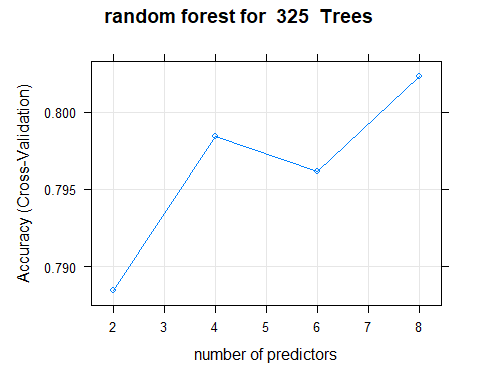 random forest for  325  Trees
Accuracy (Cross-Validation)
0.800
0.795
0.790
2 3 4 5 6 7 8
number of predictors